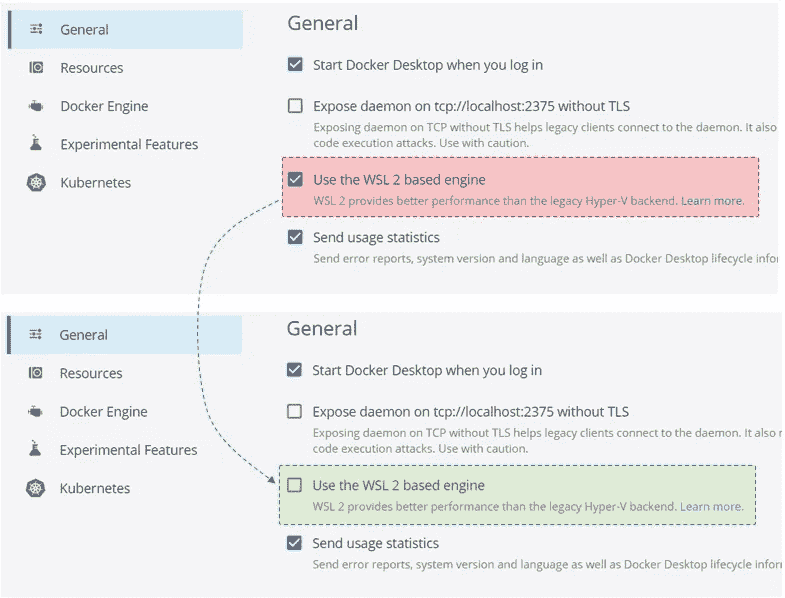 General
Resources
Docker Engine
Experimental Features
Kubernetes
General
Start Docker Desktop when you log in
Expose daemon on tcp://localhost:2375 without TLS
Exposing daemon on TCP without TLS helps legacy clients connect to the daemon. It also
code execution attacks. Use with caution.
Use the WSL 2 based engine
WSL 2 provides better performance than the legacy Hyper-V backend. Learn more.
Send usage statistics
Send error reports, system version and language as well as Docker Desktop lifecycle infor
General
Resources
Docker Engine
Experimental Features
Kubernetes
General
Start Docker Desktop when you log in
Expose daemon on tcp://localhost:2375 without TLS
Exposing daemon on TCP without TLS helps legacy clients connect to the daemon. It also
code execution attacks. Use with caution.
Use the WSL 2 based engine
WSL 2 provides better performance than the legacy Hyper-V backend. Learn more.
Send usage statistics
Send error reports, system version and language as well as Docker Desktop lifecycle infor